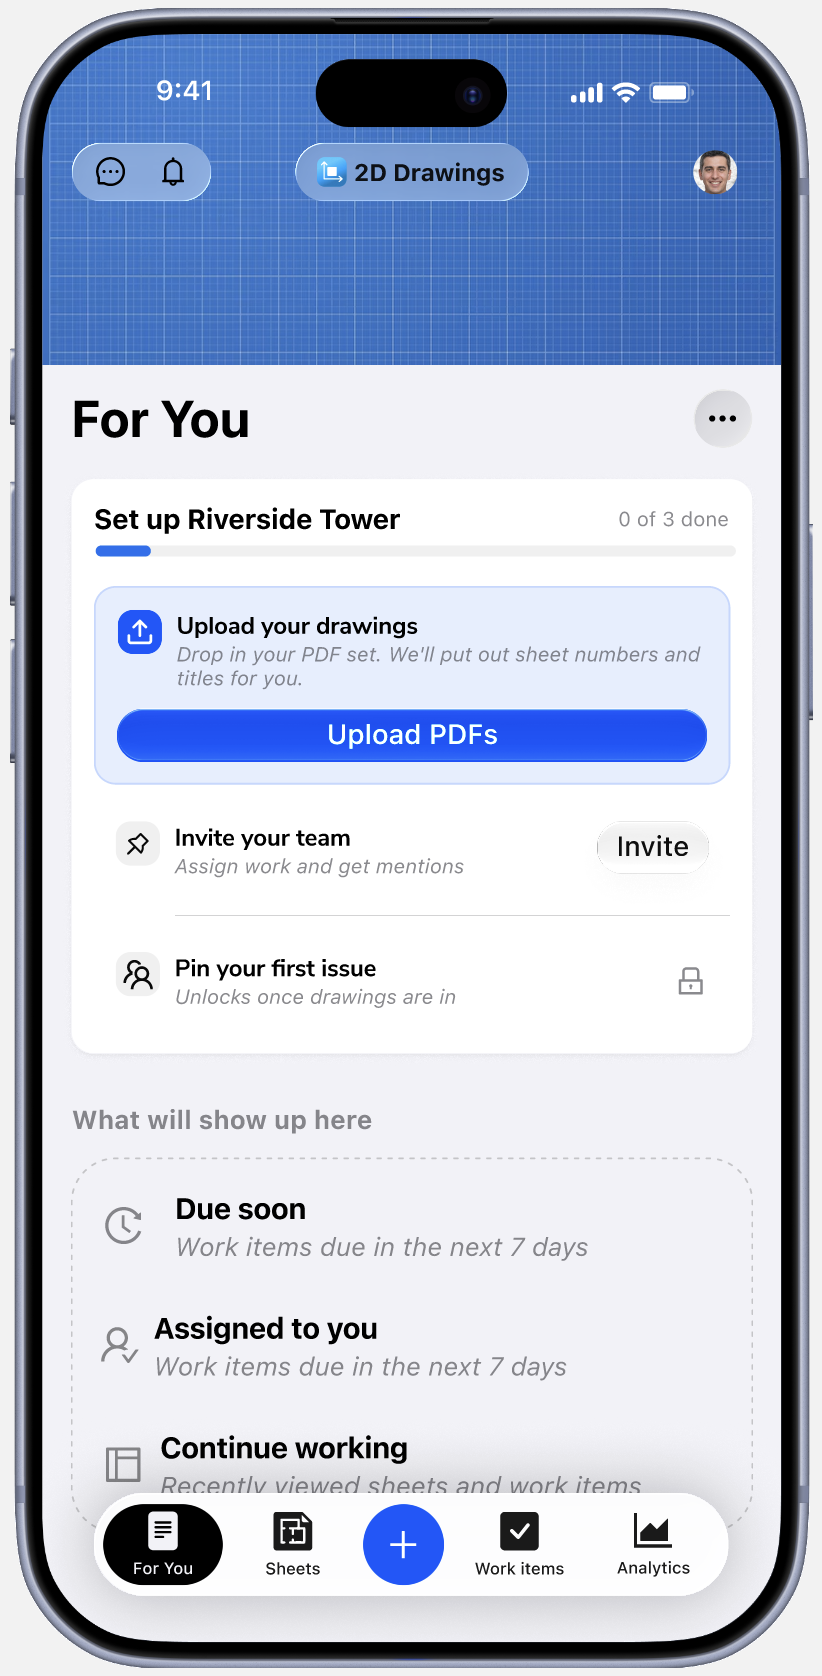 9:41
2D Drawings
For You
Set up Riverside Tower
0 of 3 done
Upload your drawings
Drop in your PDF set. We'll put out sheet numbers and
titles for you.
Upload PDFs
Invite your team
Assign work and get mentions
Invite
Pin your first issue
Unlocks once drawings are in
What will show up here
Due soon
Work items due in the next 7 days
Assigned to you
Work items due in the next 7 days
Continue working
Recently viewed sheets and work items
For You
Sheets
Work items
Analytics